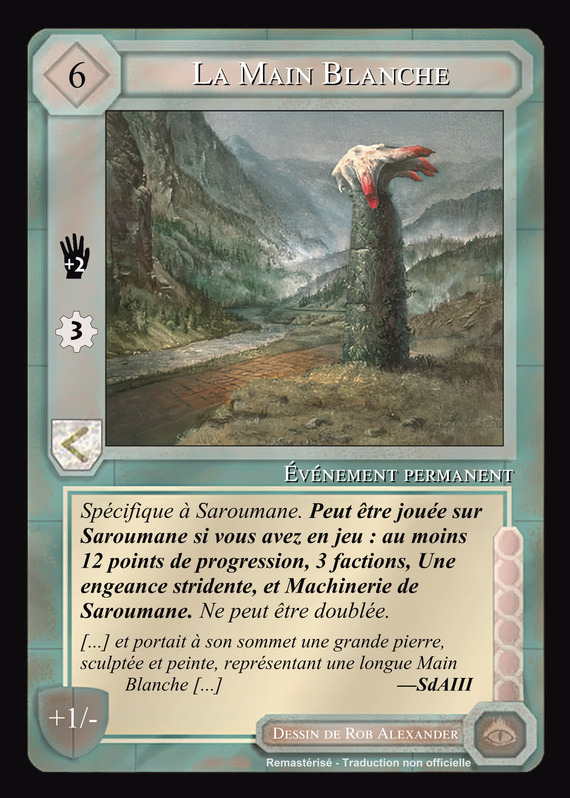 6
La Main Blanche
+2
3
Événement permanent
Spécifique à Saroumane. Peut être jouée sur
Saroumane si vous avez en jeu : au moins
12 points de progression, 3 factions, Une
engeance stridente, et Machinerie de
Saroumane. Ne peut être doublée.
[...] et portait à son sommet une grande pierre,
sculptée et peinte, représentant une longue Main
Blanche [...] —SdAIII
+1/-
Dessin de Rob Alexander
Remastérisé - Traduction non officielle